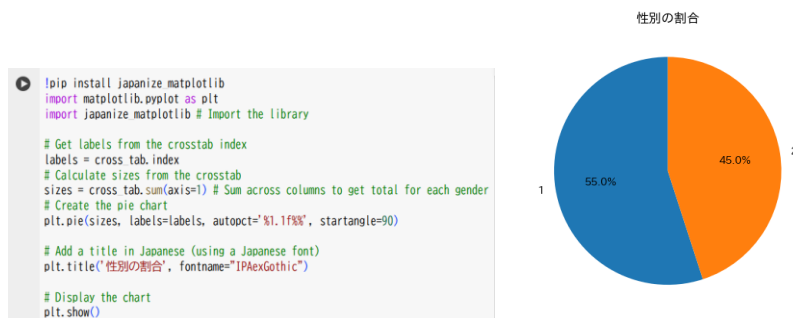 !pip install japanize_matplotlib
import matplotlib.pyplot as plt
import japanize_matplotlib # Import the library
# Get labels from the crosstab index
labels = cross_tab.index
# Calculate sizes from the crosstab
sizes = cross_tab.sum(axis=1) # Sum across columns to get total for each gender
# Create the pie chart
plt.pie(sizes, labels=labels, autopct='%1.1f%%', startangle=90)
# Add a title in Japanese (using a Japanese font)
plt.title('性別の割合', fontname="IPAexGothic")
# Display the chart
plt.show()
性別の割合
45.0%
55.0%
1